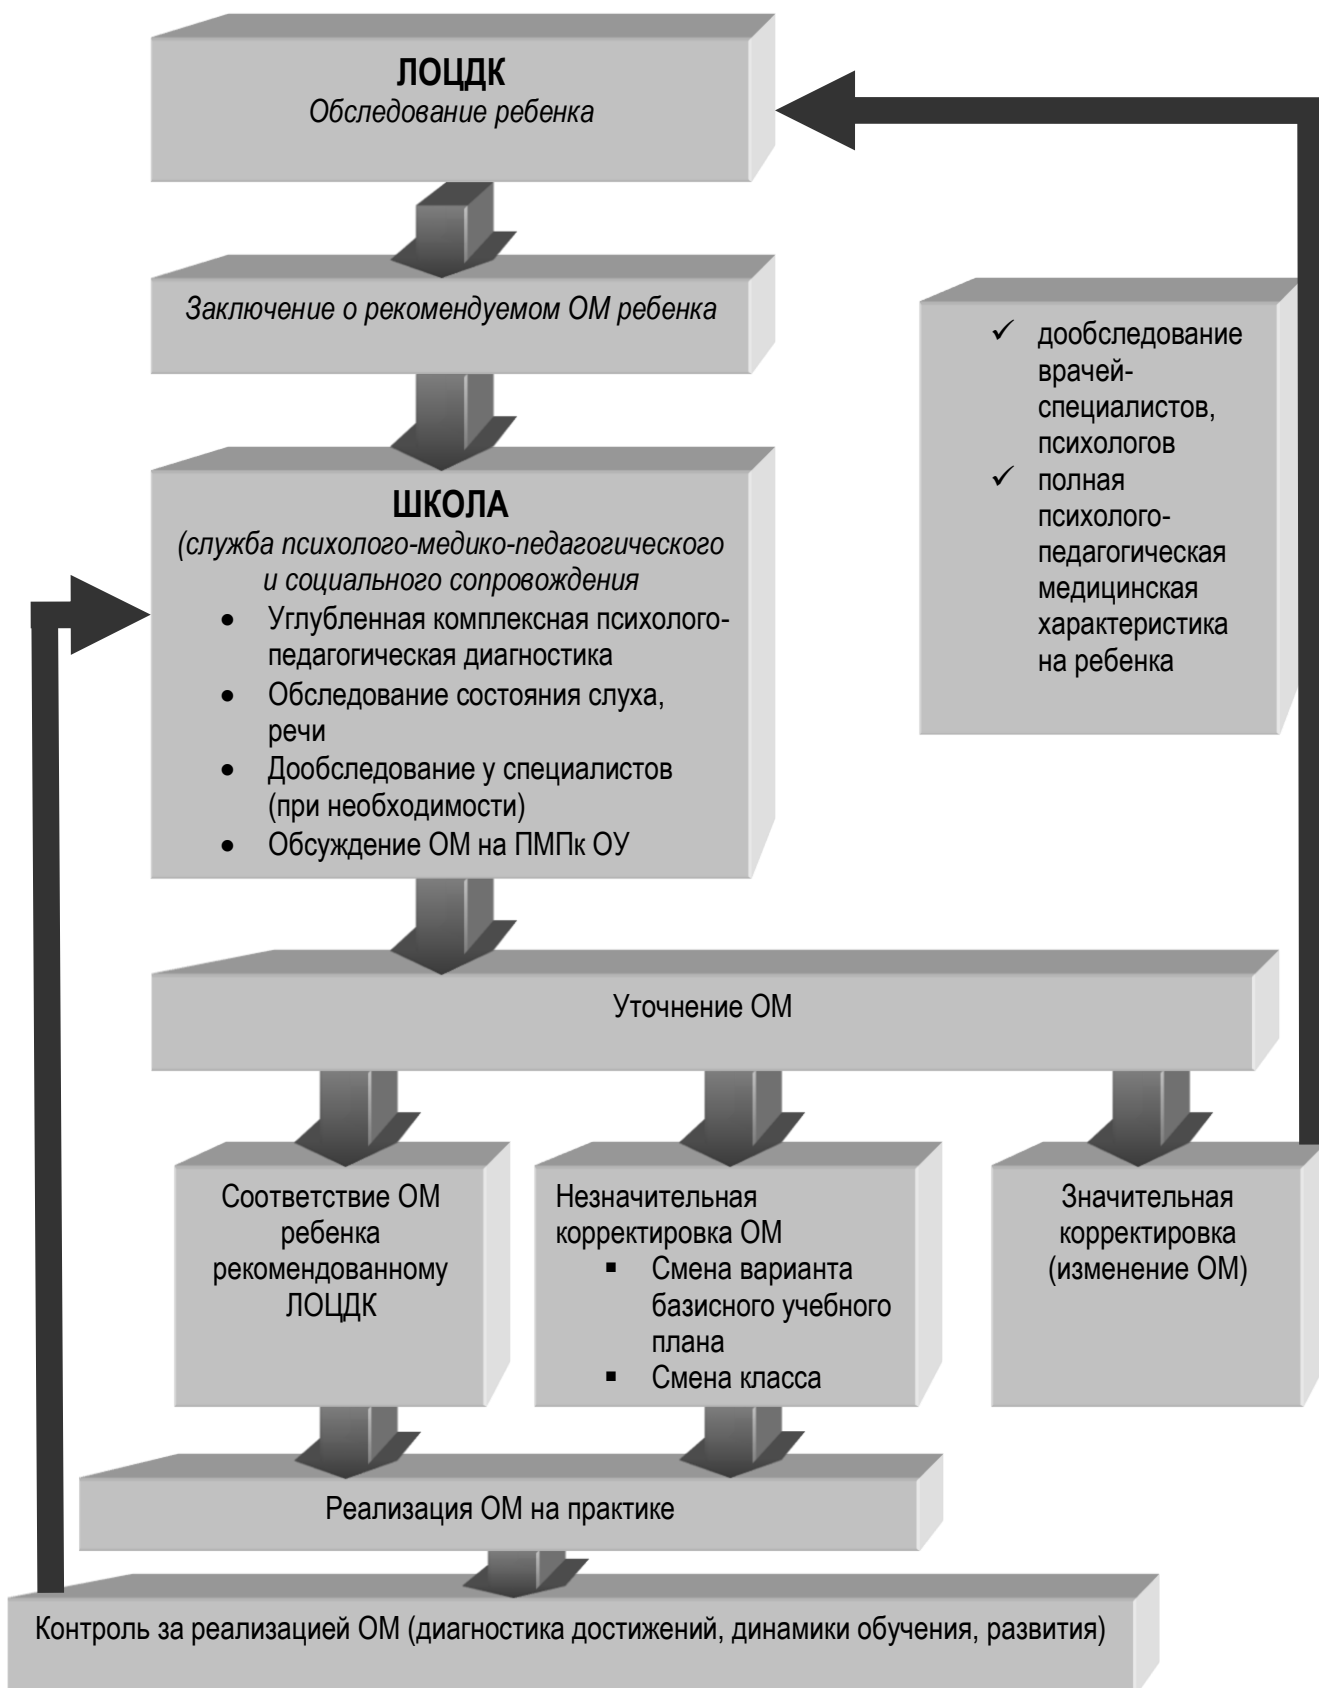 ЛОЦДК
Обследование ребенка
Заключение о рекомендуемом ОМ ребенка
✓ дообследование
врачей-
специалистов,
психологов
✓ полная
психолого-
педагогическая
медицинская
характеристика
на ребенка
ШКОЛА
(служба психолого-медико-педагогического
и социального сопровождения
• Углубленная комплексная психолого-
педагогическая диагностика
• Обследование состояния слуха,
речи
• Дообследование у специалистов
(при необходимости)
• Обсуждение ОМ на ПМПк ОУ
Уточнение ОМ
Соответствие ОМ
ребенка
рекомендованному
ЛОЦДК
Незначительная
корректировка ОМ
▪ Смена варианта
базисного учебного
плана
▪ Смена класса
Значительная
корректировка
(изменение ОМ)
Реализация ОМ на практике
Контроль за реализацией ОМ (диагностика достижений, динамики обучения, развития)